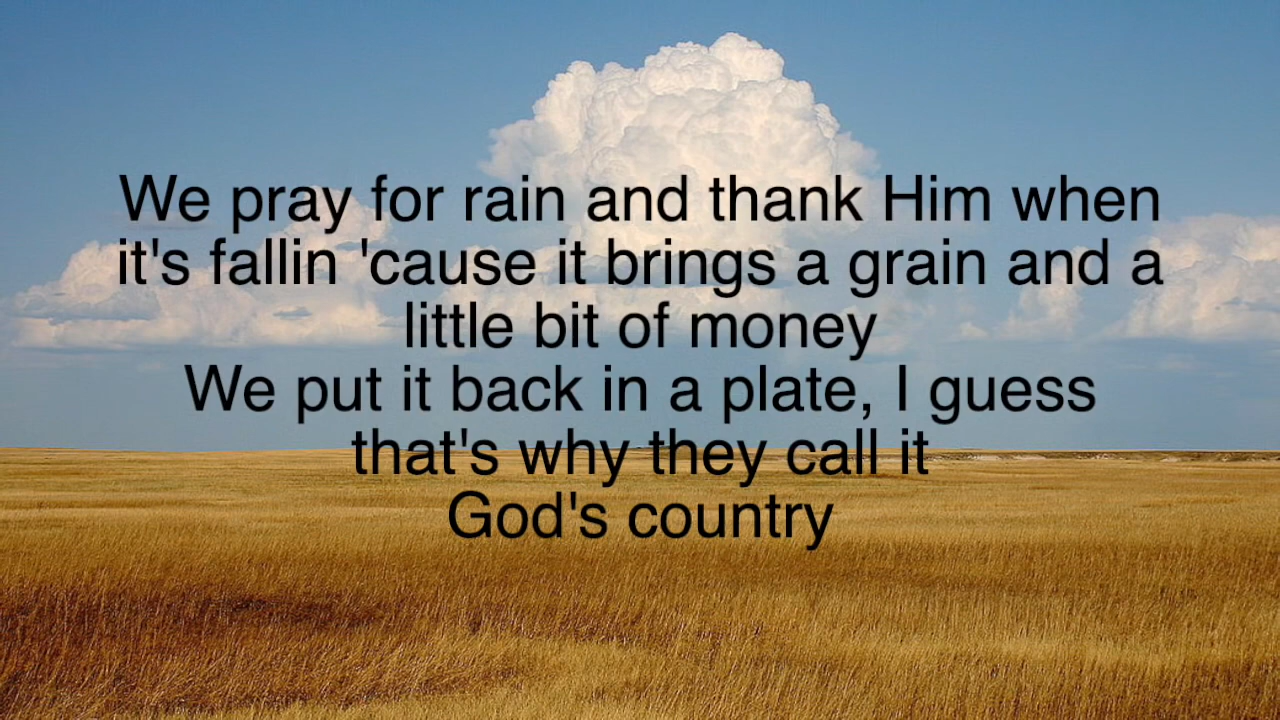 We pray for rain and thank Him when
it's fallin 'cause it brings a grain and a
little bit of money
We put it back in a plate, I guess
that's why they call it
God's country